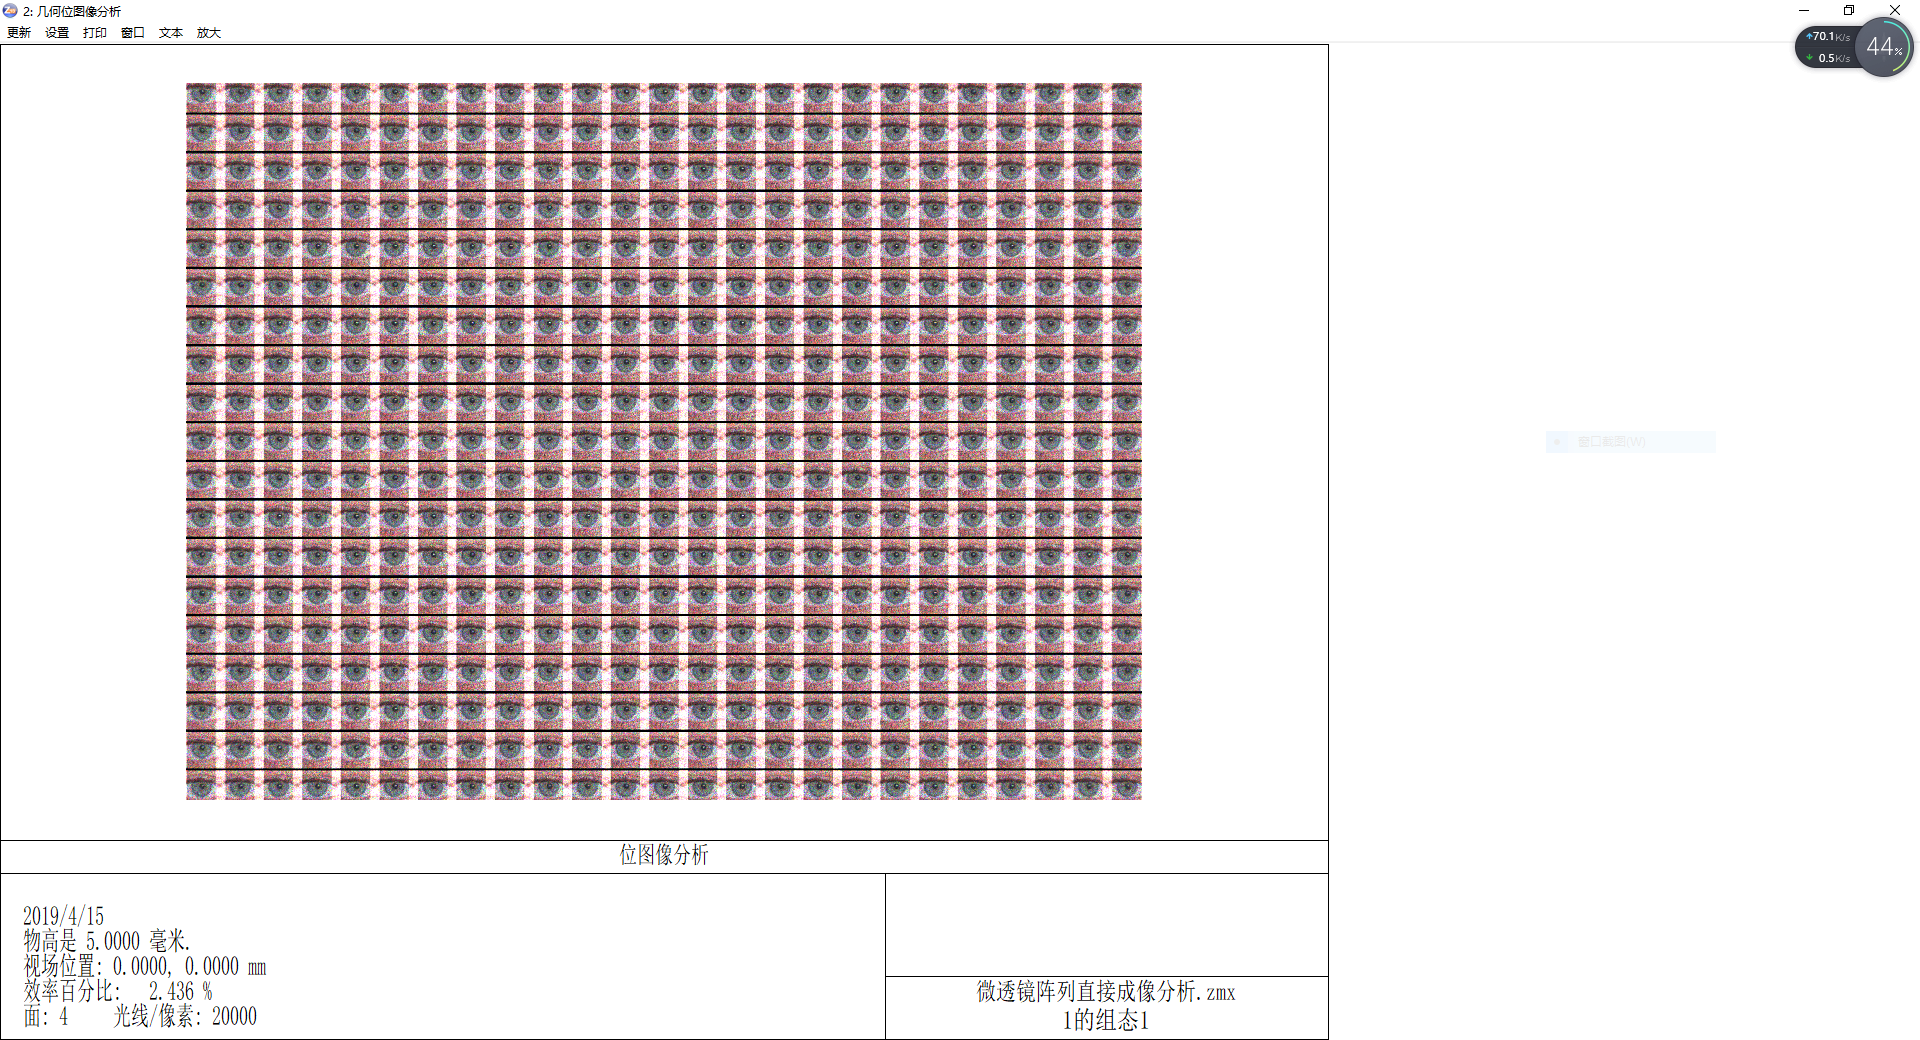 2: 几何位图像分析
更新 设置 打印 窗口 文本 放大
70.1K/s
0.5K/s
44%
窗口截图(W)
位图像分析
2019/4/15
物高是 5.0000 毫米.
视场位置: 0.0000, 0.0000 mm
效率百分比: 2.436 %
面: 4 光线/像素: 20000
微透镜阵列直接成像分析.zmx
1的组态1